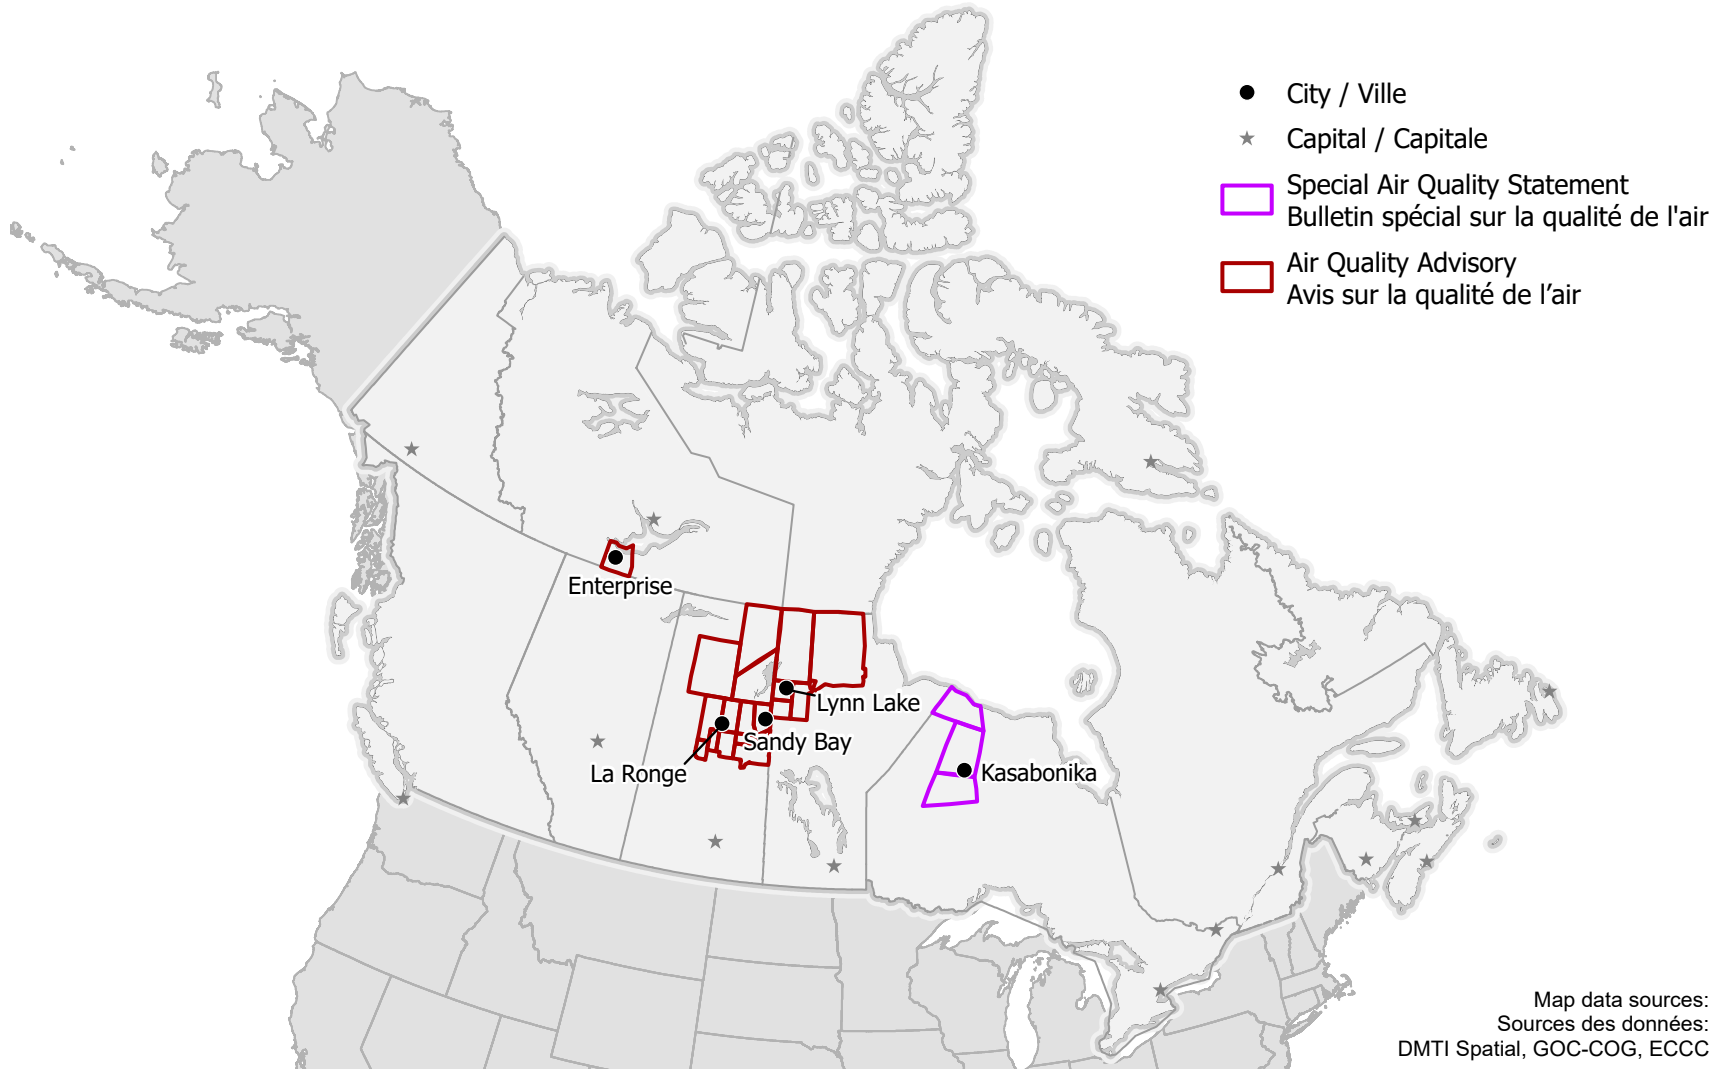 City / Ville
Capital / Capitale
Special Air Quality Statement
Bulletin spécial sur la qualité de l'air
Air Quality Advisory
Avis sur la qualité de l’air
Enterprise
Lynn Lake
Sandy Bay
La Ronge
Kasabonika
Map data sources:
Sources des données:
DMTI Spatial, GOC-COG, ECCC